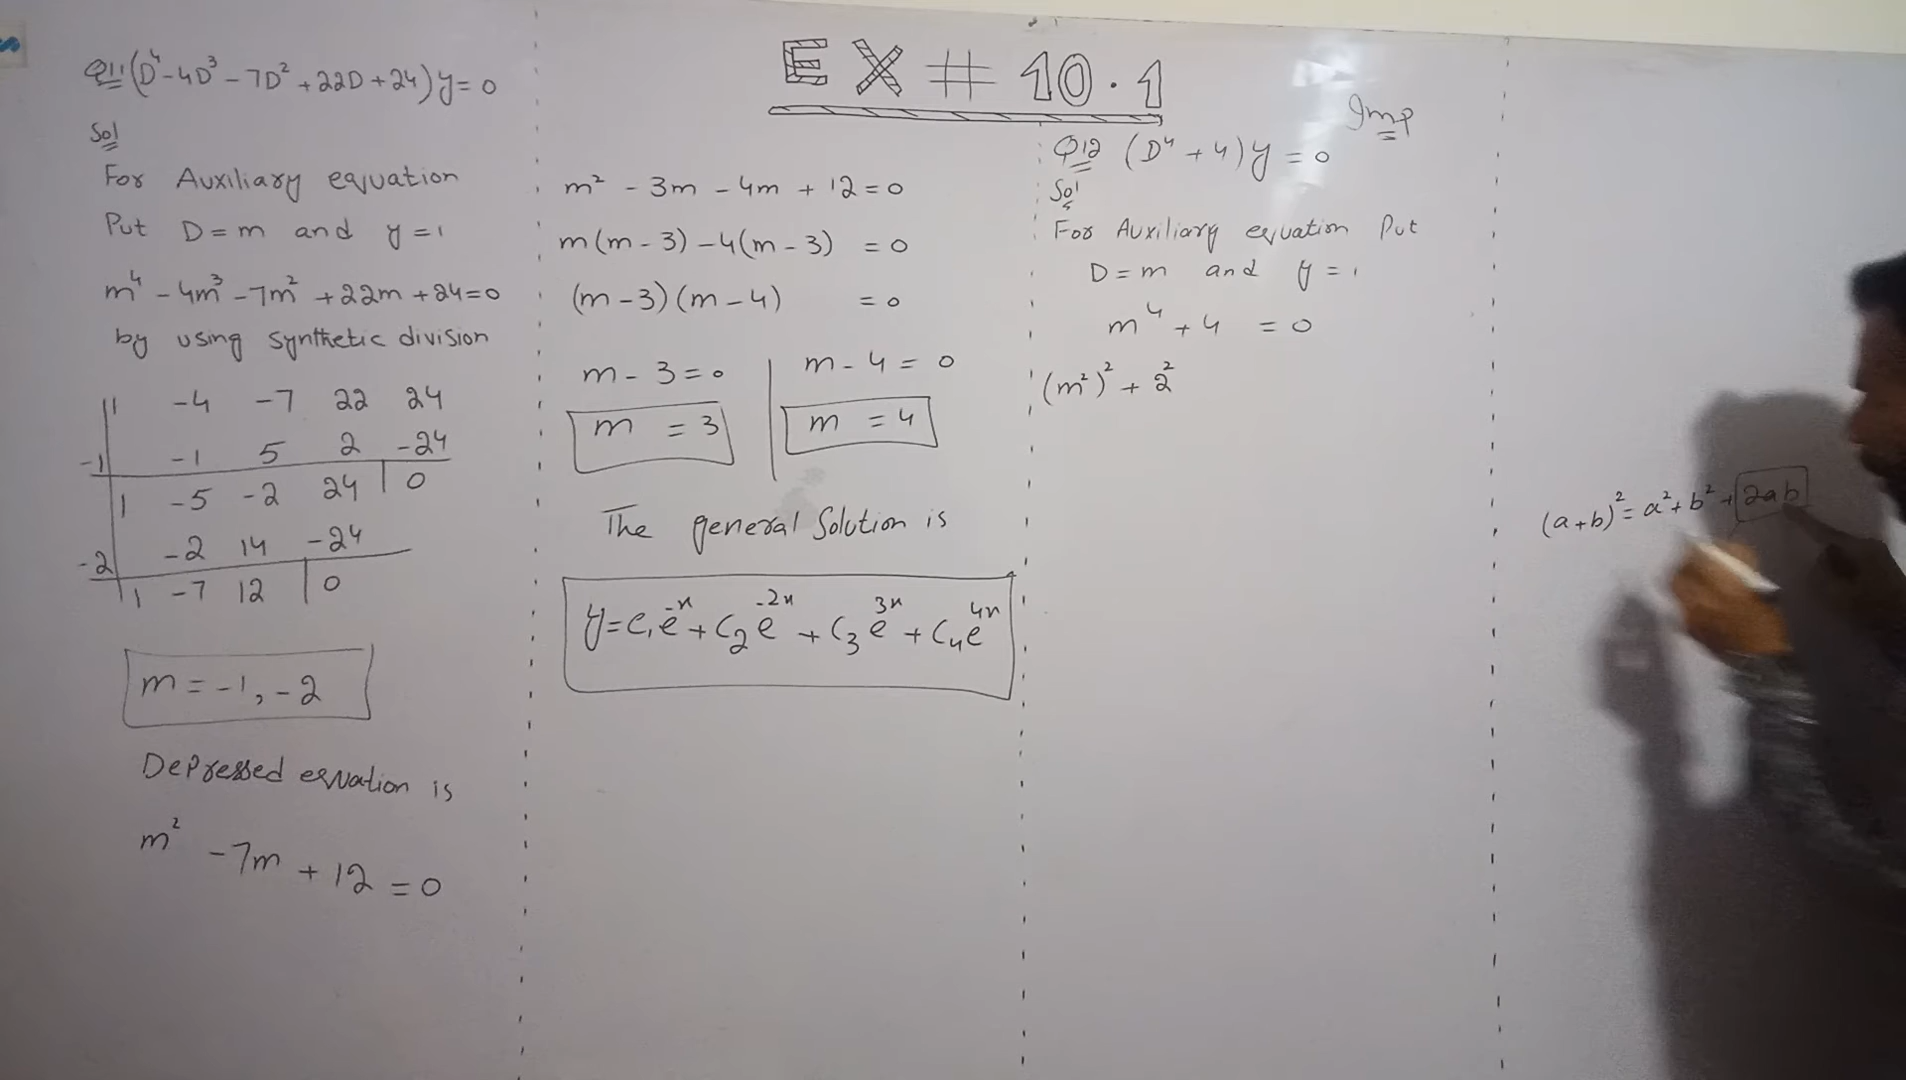 EX # 10.1
Q11 (D⁴ - 4D³ - 7D² + 22D + 24) y = 0
Sol
For Auxiliary equation
Put D = m and y = 1
m⁴ - 4m³ - 7m² + 22m + 24 = 0
by using synthetic division
1 -4 -7 22 24
-1 -1 5 2 -24
1 -5 -2 24 0
-2 -2 14 -24
1 -7 12 0
m = -1, -2
Depressed equation is
m² - 7m + 12 = 0
m² - 3m - 4m + 12 = 0
m(m - 3) - 4(m - 3) = 0
(m - 3)(m - 4) = 0
m - 3 = 0 m - 4 = 0
m = 3 m = 4
The general Solution is
y = c₁e⁻ˣ + c₂e⁻²ˣ + c₃e³ˣ + c₄e⁴ˣ
Imp
Q12 (D⁴ + 4) y = 0
Sol
For Auxiliary equation Put
D = m and y = 1
m⁴ + 4 = 0
(m²)² + 2²
(a+b)² = a² + b² + 2ab